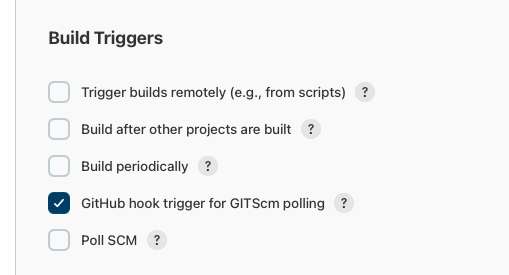 Build Triggers
Trigger builds remotely (e.g., from scripts) ?
Build after other projects are built ?
Build periodically ?
GitHub hook trigger for GITScm polling ?
Poll SCM ?